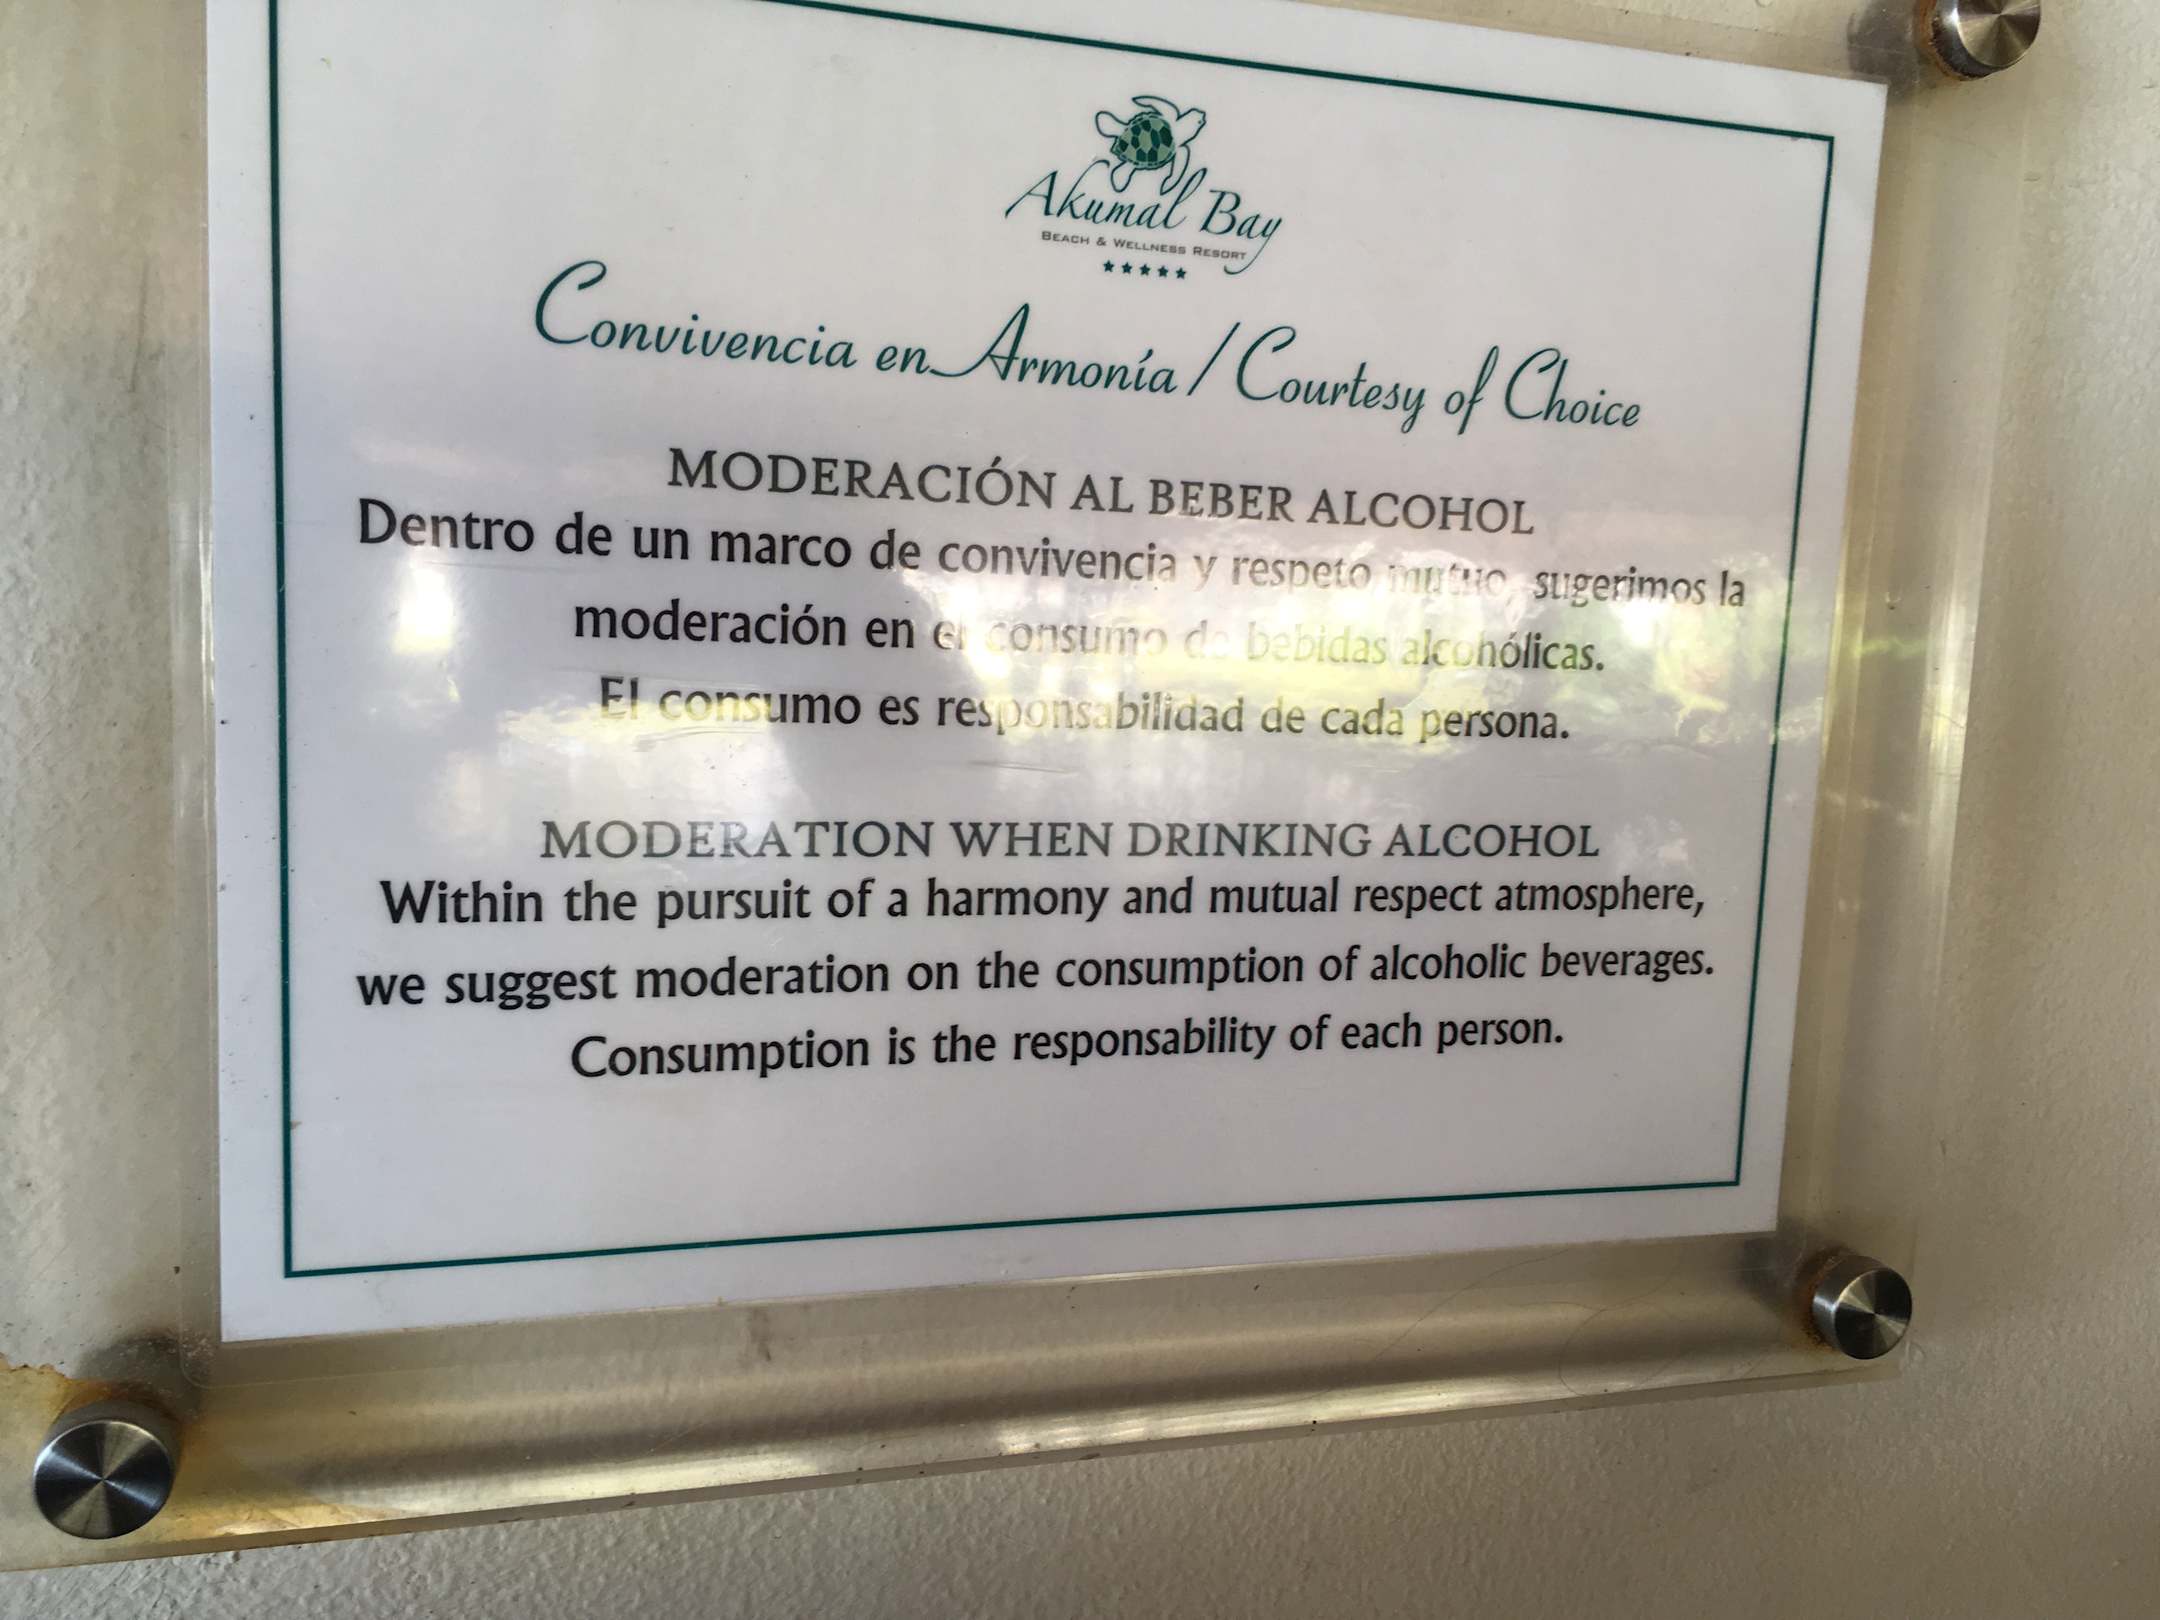 Akumal Bay
BEACH & WELLNESS RESORT
Convivencia en Armonía / Courtesy of Choice
MODERACIÓN AL BEBER ALCOHOL
Dentro de un marco de convivencia y respeto mutuo, sugerimos la
moderación en el consumo de bebidas alcohólicas.
El consumo es responsabilidad de cada persona.
MODERATION WHEN DRINKING ALCOHOL
Within the pursuit of a harmony and mutual respect atmosphere,
we suggest moderation on the consumption of alcoholic beverages.
Consumption is the responsability of each person.